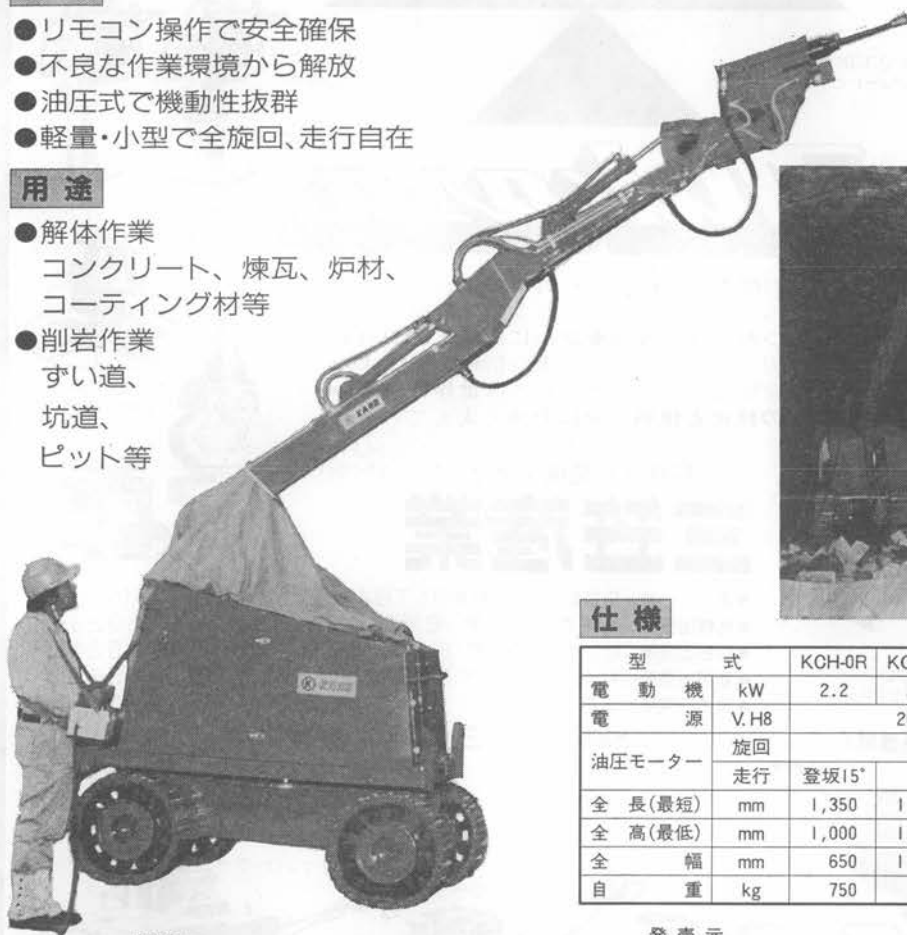 ●リモコン操作で安全確保
●不良な作業環境から解放
●油圧式で機動性抜群
●軽量・小型で全旋回、走行自在
用途
●解体作業
コンクリート、煉瓦、炉材、
コーティング材等
●削岩作業
ずい道、
坑道、
ピット等
仕様
型式 KCH-0R
電動機 kW 2.2
電源 V. H8 2
油圧モーター 旋回
走行 登坂15°
全長(最短) mm 1,350 1
全高(最低) mm 1,000 1
全幅 mm 650 1
自重 kg 750
発売元